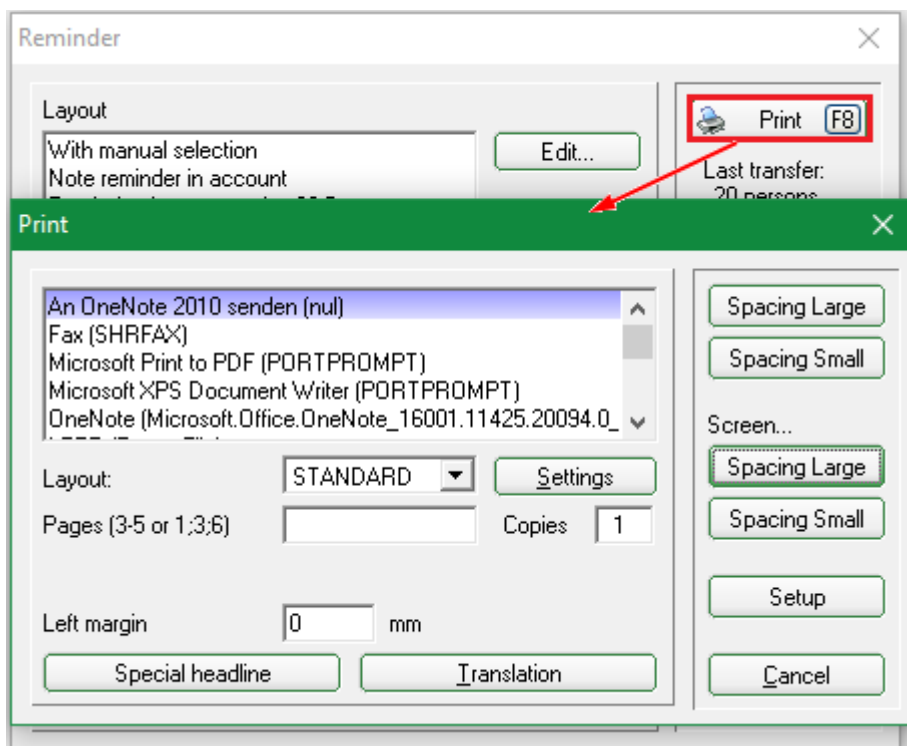 Reminder
Layout
With manual selection
Note reminder in account
Edit...
Print F8
Last transfer:
20 persons
Print
An OneNote 2010 senden (nul)
Fax (SHRFAX)
Microsoft Print to PDF (PORTPROMPT)
Microsoft XPS Document Writer (PORTPROMPT)
OneNote (Microsoft.Office.OneNote_16001.11425.20094.0_
Layout: STANDARD Settings
Pages (3-5 or 1;3;6) Copies 1
Left margin 0 mm
Special headline Translation
Spacing Large
Spacing Small
Screen...
Spacing Large
Spacing Small
Setup
Cancel